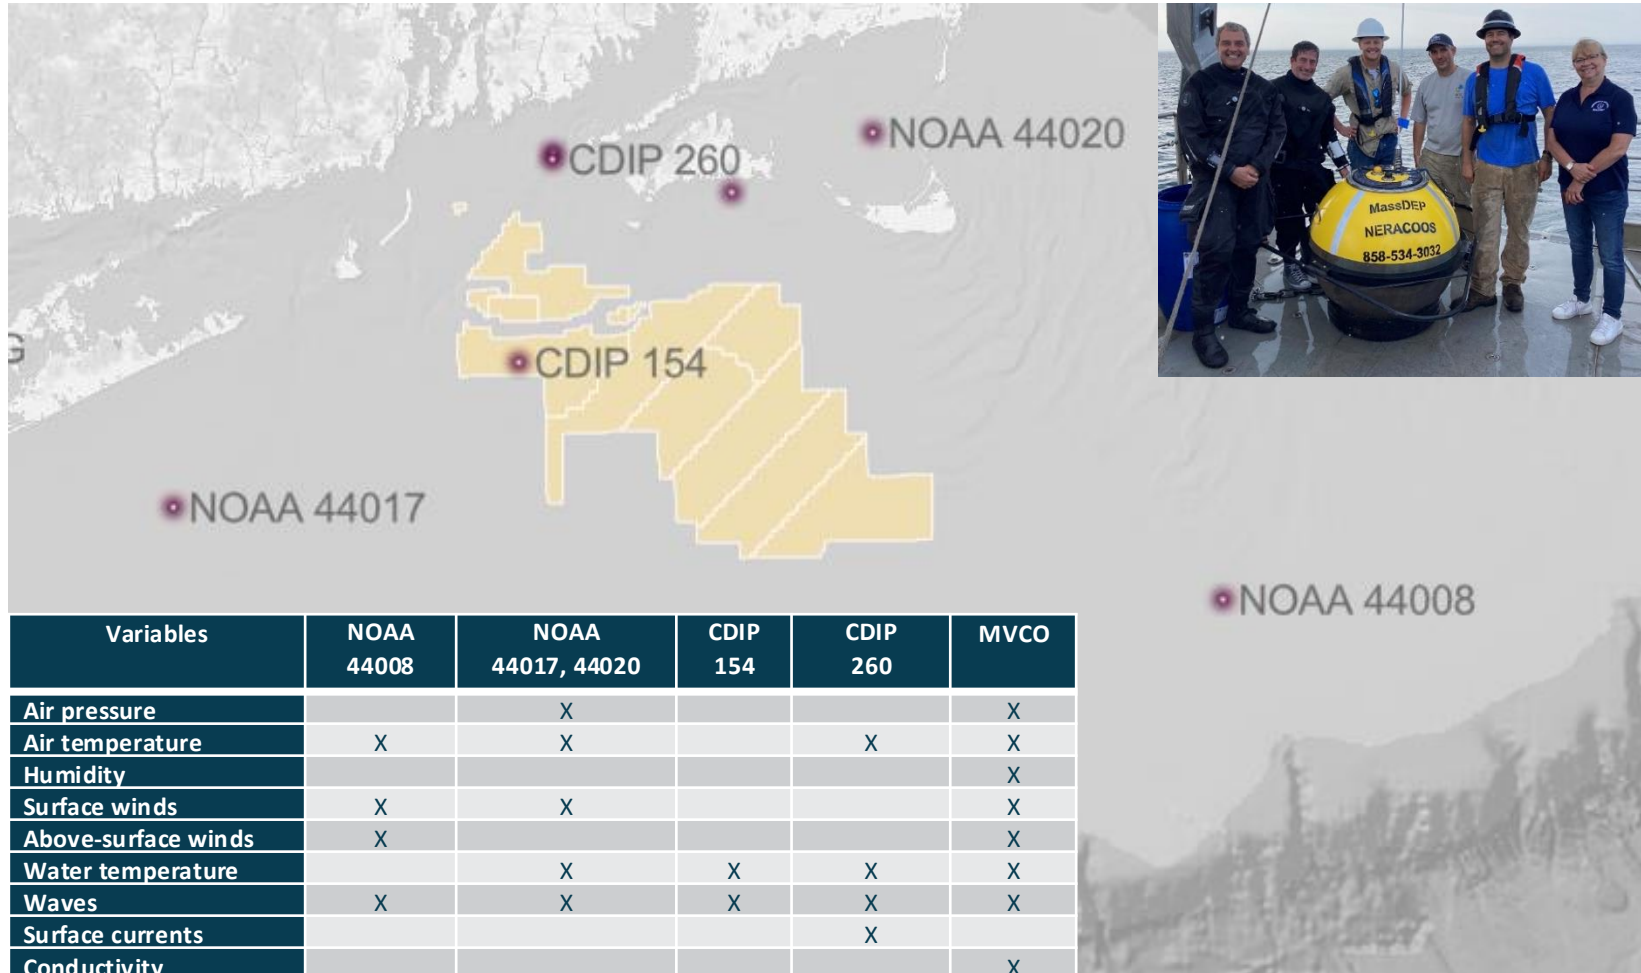 NOAA 44020
CDIP 260
CDIP 154
NOAA 44017
NOAA 44008
G
MassDEP
NERACOOS
858-534-3032
Variables NOAA 44008 NOAA 44017, 44020 CDIP 154 CDIP 260 MVCO
Air pressure X X
Air temperature X X X X
Humidity X
Surface winds X X X
Above-surface winds X X
Water temperature X X X X
Waves X X X X X
Surface currents X
Conductivity X